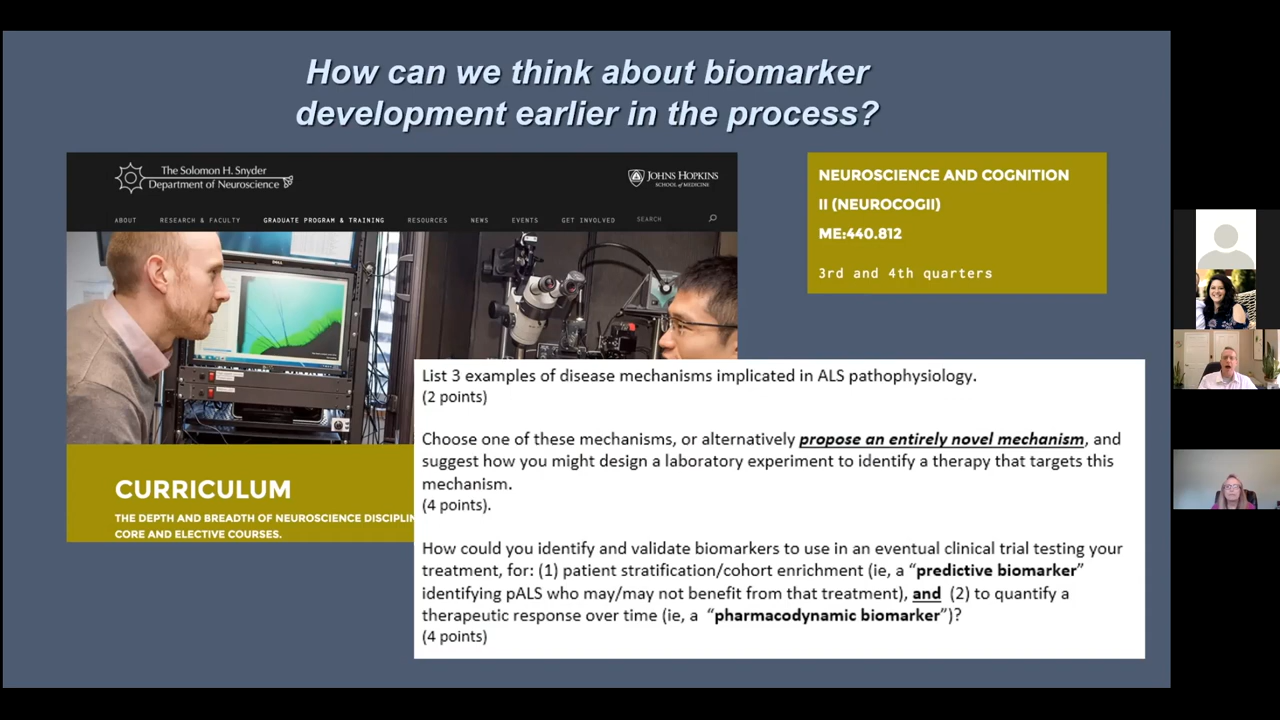 How can we think about biomarker
development earlier in the process?
The Solomon H. Snyder
Department of Neuroscience
JOHNS HOPKINS
SCHOOL of MEDICINE
ABOUT RESEARCH & FACULTY GRADUATE PROGRAM & TRAINING RESOURCES NEWS EVENTS GET INVOLVED SEARCH
DELL
CURRICULUM
THE DEPTH AND BREADTH OF NEUROSCIENCE DISCIPLIN
CORE AND ELECTIVE COURSES.
NEUROSCIENCE AND COGNITION
II (NEUROCOGII)
ME:440.812
3rd and 4th quarters
List 3 examples of disease mechanisms implicated in ALS pathophysiology.
(2 points)
Choose one of these mechanisms, or alternatively propose an entirely novel mechanism, and
suggest how you might design a laboratory experiment to identify a therapy that targets this
mechanism.
(4 points).
How could you identify and validate biomarkers to use in an eventual clinical trial testing your
treatment, for: (1) patient stratification/cohort enrichment (ie, a “predictive biomarker”
identifying pALS who may/may not benefit from that treatment), and (2) to quantify a
therapeutic response over time (ie, a “pharmacodynamic biomarker”)?
(4 points)